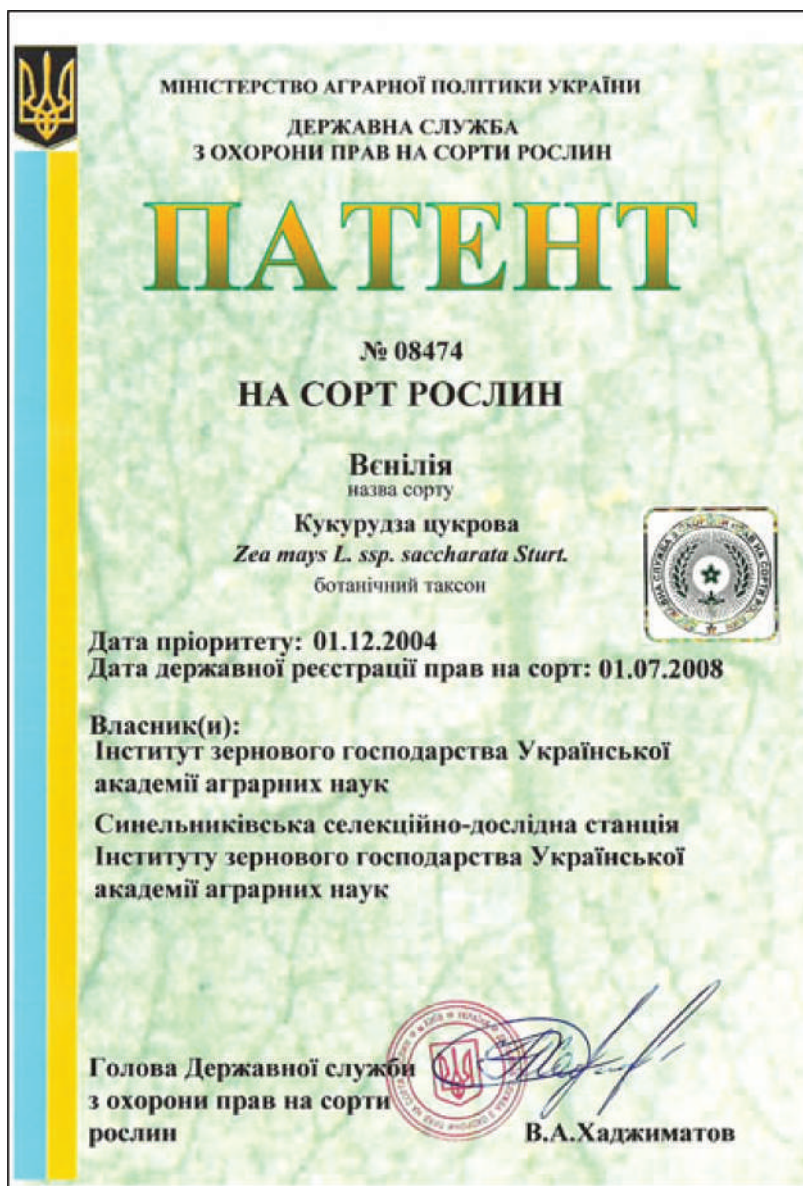 МІНІСТЕРСТВО АГРАРНОЇ ПОЛІТИКИ УКРАЇНИ
ДЕРЖАВНА СЛУЖБА
З ОХОРОНИ ПРАВ НА СОРТИ РОСЛИН
ПАТЕНТ
№ 08474
НА СОРТ РОСЛИН
Вєнілія
назва сорту
Кукурудза цукрова
Zea mays L. ssp. saccharata Sturt.
ботанічний таксон
Дата пріоритету: 01.12.2004
Дата державної реєстрації прав на сорт: 01.07.2008
Власник(и):
Інститут зернового господарства Української
академії аграрних наук
Синельниківська селекційно-дослідна станція
Інституту зернового господарства Української
академії аграрних наук
Голова Державної служби
з охорони прав на сорти
рослин
В.А.Хаджиматов